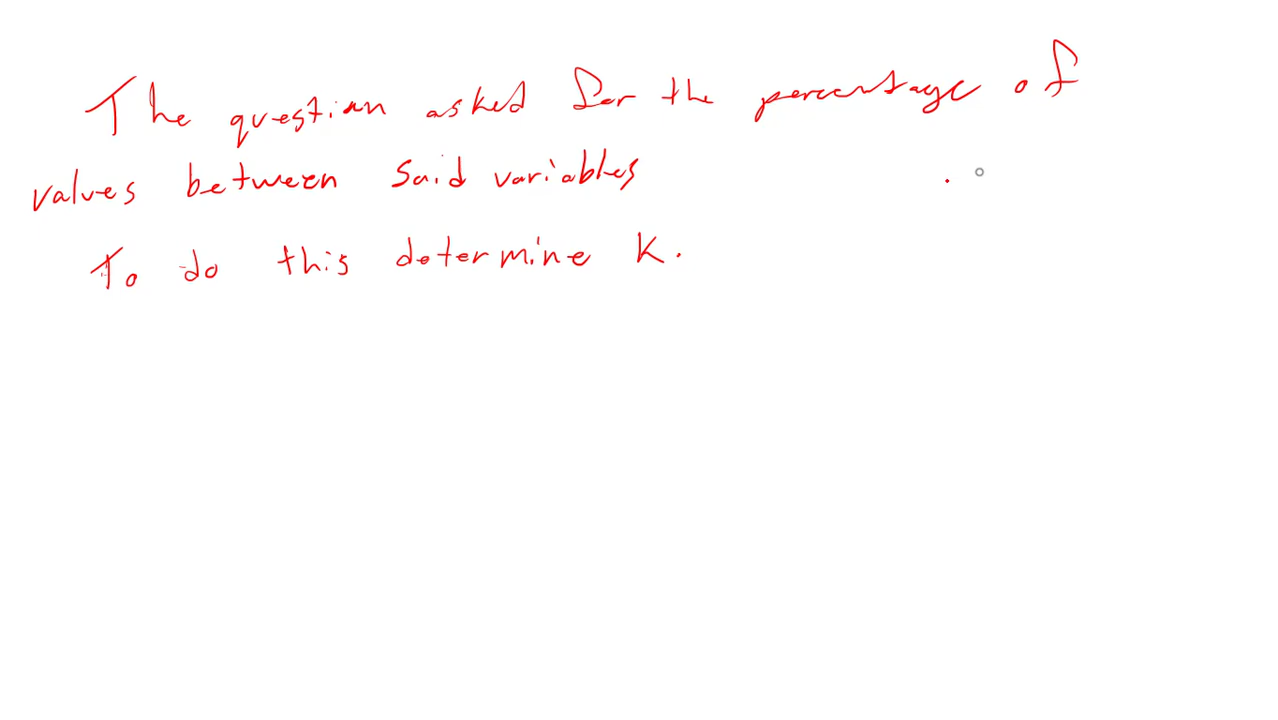 The question asked for the percentage of
values between said variables
To do this determine K.